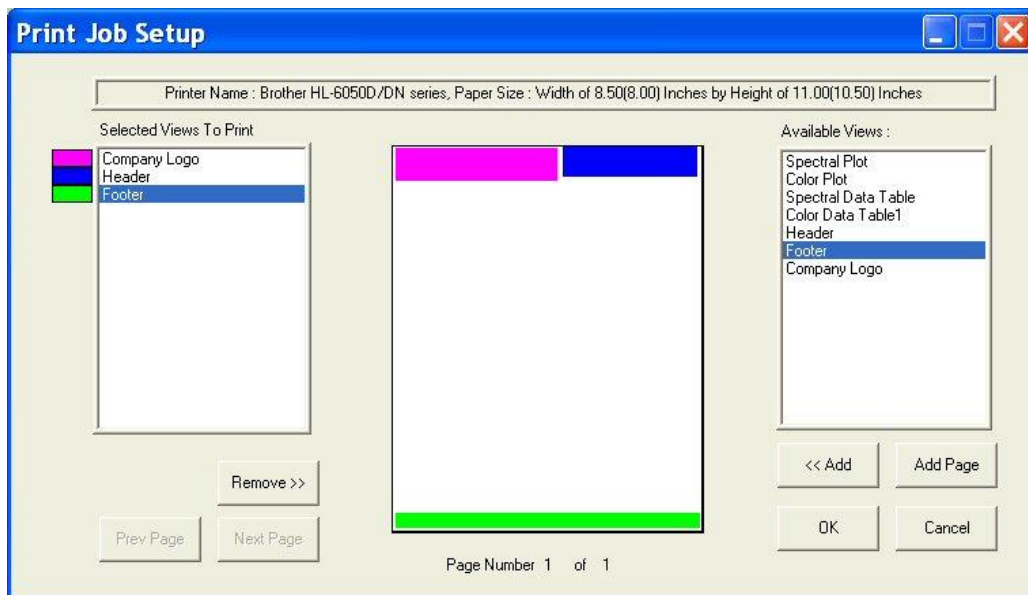 Print Job Setup
Printer Name : Brother HL-6050D/DN series, Paper Size : Width of 8.50(8.00) Inches by Height of 11.00(10.50) Inches
Selected Views To Print
Company Logo
Header
Footer
Available Views :
Spectral Plot
Color Plot
Spectral Data Table
Color Data Table1
Header
Footer
Company Logo
Remove >>
<< Add
Add Page
Prev Page
Next Page
OK
Cancel
Page Number 1 of 1